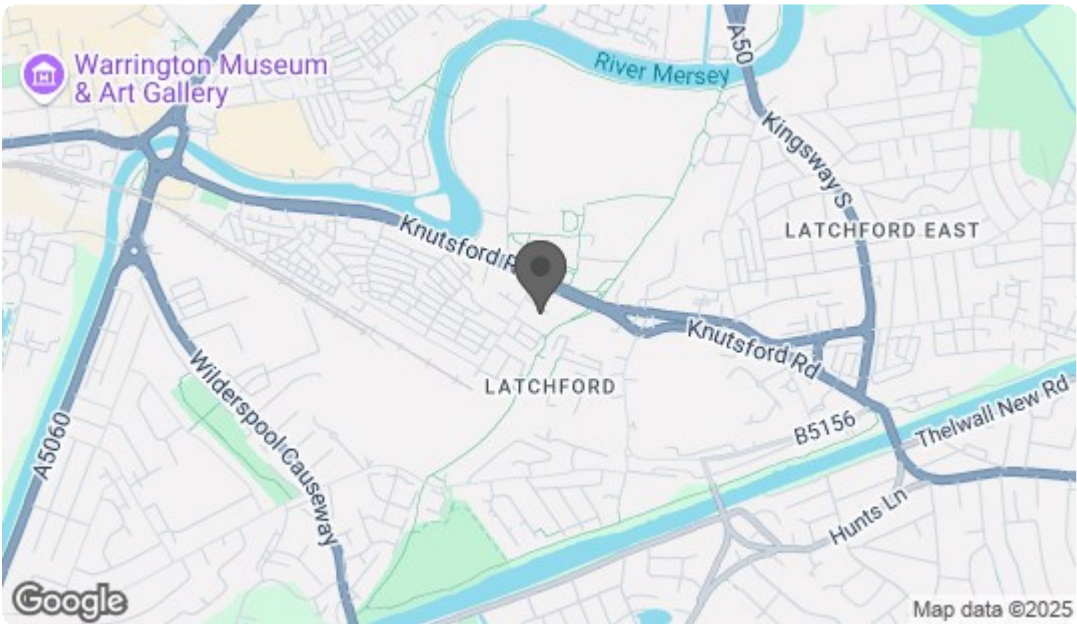 Warrington Museum
& Art Gallery
River Mersey
A50
Kingsway S
LATCHFORD EAST
Knutsford R
Knutsford Rd
LATCHFORD
Wilderspool Causeway
A5060
B5156
Thelwall New Rd
Hunts Ln
Google
Map data ©2025